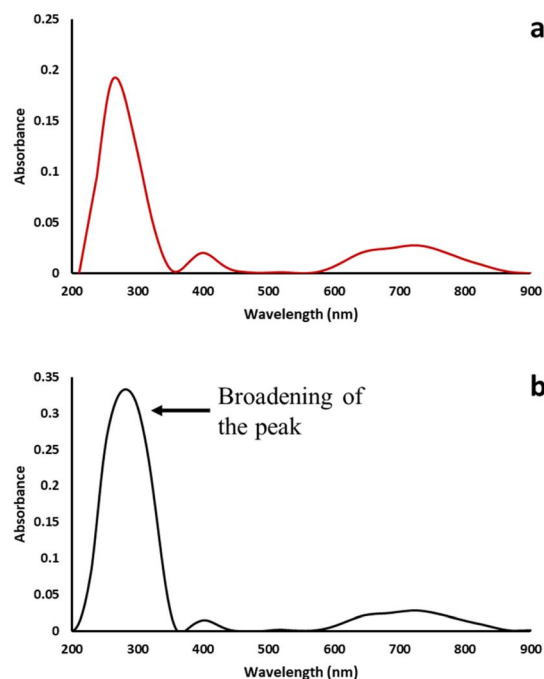 a
0.25
0.2
0.15
0.1
0.05
0
Absorbance
200 300 400 500 600 700 800 900
Wavelength (nm)
b
0.35
0.3
0.25
0.2
0.15
0.1
0.05
0
Absorbance
Broadening of
the peak
200 300 400 500 600 700 800 900
Wavelength (nm)